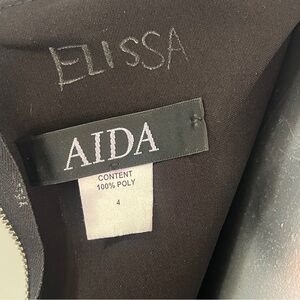 ELISSA
AIDA
CONTENT
100% POLY
4